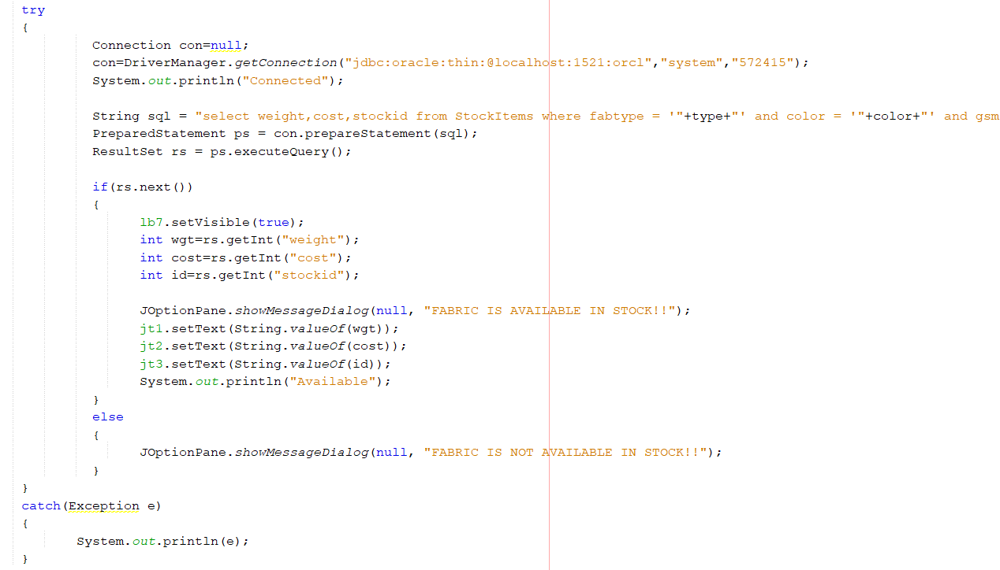 try
{
Connection con=null;
con=DriverManager.getConnection("jdbc:oracle:thin:@localhost:1521:orcl","system","572415");
System.out.println("Connected");
String sql = "select weight,cost,stockid from StockItems where fabtype = '"+type+"' and color = '"+color+"' and gsm
PreparedStatement ps = con.prepareStatement(sql);
ResultSet rs = ps.executeQuery();
if(rs.next())
{
lb7.setVisible(true);
int wgt=rs.getInt("weight");
int cost=rs.getInt("cost");
int id=rs.getInt("stockid");
JOptionPane.showMessageDialog(null, "FABRIC IS AVAILABLE IN STOCK!!");
jt1.setText(String.valueOf(wgt));
jt2.setText(String.valueOf(cost));
jt3.setText(String.valueOf(id));
System.out.println("Available");
}
else
{
JOptionPane.showMessageDialog(null, "FABRIC IS NOT AVAILABLE IN STOCK!!");
}
}
catch(Exception e)
{
System.out.println(e);
}